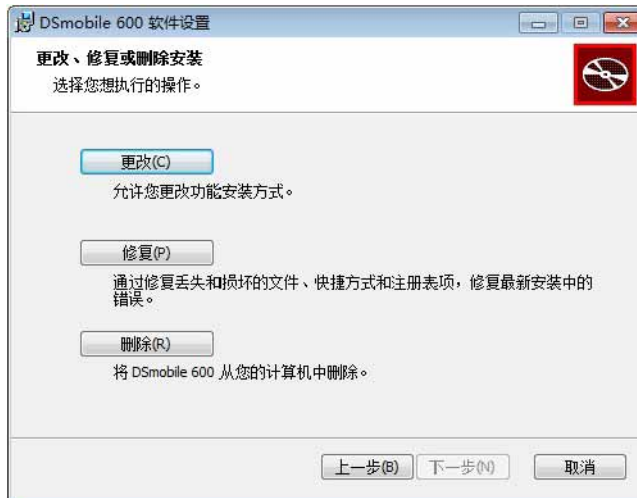 DSmobile 600 软件设置
更改、修复或删除安装
选择您想执行的操作。
更改(C)
允许您更改功能安装方式。
修复(P)
通过修复丢失和损坏的文件、快捷方式和注册表项，修复最新安装中的
错误。
删除(R)
将 DSmobile 600 从您的计算机中删除。
上一步(B) 下一步(N) 取消